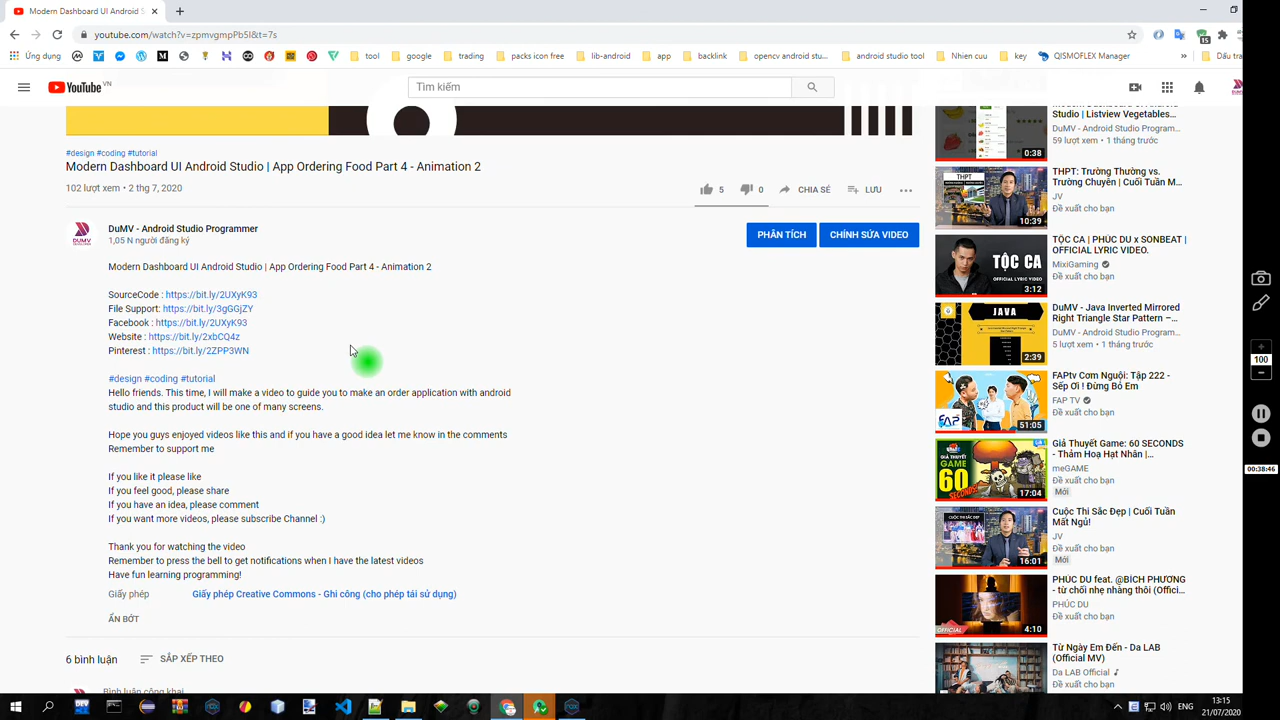 Modern Dashboard UI Android S
youtube.com/watch?v=zpmvgmpPb5I&t=7s
15
Ứng dụng
tool
google
trading
packs icon free
lib-android
app
backlink
opencv android stu...
android studio tool
Nhien cuu
key
QISMOFLEX Manager
»
Dấu tra
YouTube VN
Tìm kiếm
#design #coding #tutorial
Modern Dashboard UI Android Studio | App Ordering Food Part 4 - Animation 2
102 lượt xem • 2 thg 7, 2020
5
0
CHIA SẺ
LƯU
DuMV - Android Studio Programmer
1,05 N người đăng ký
PHÂN TÍCH
CHỈNH SỬA VIDEO
Modern Dashboard UI Android Studio | App Ordering Food Part 4 - Animation 2
SourceCode : https://bit.ly/2UXyK93
File Support: https://bit.ly/3gGGjZY
Facebook : https://bit.ly/2UXyK93
Website : https://bit.ly/2xbCQ4z
Pinterest : https://bit.ly/2ZPP3WN
#design #coding #tutorial
Hello friends. This time, I will make a video to guide you to make an order application with android
studio and this product will be one of many screens.
Hope you guys enjoyed videos like this and if you have a good idea let me know in the comments
Remember to support me
If you like it please like
If you feel good, please share
If you have an idea, please comment
If you want more videos, please subscribe Channel :)
Thank you for watching the video
Remember to press the bell to get notifications when I have the latest videos
Have fun learning programming!
Giấy phép
Giấy phép Creative Commons - Ghi công (cho phép tái sử dụng)
ẨN BỚT
6 bình luận
SẮP XẾP THEO
Bình luận công khai
Studio | Listview Vegetables...
DuMV - Android Studio Program...
59 lượt xem • 1 tháng trước
0:38
THPT: Trường Thường vs.
Trường Chuyên | Cuối Tuần M...
JV
Đề xuất cho bạn
THPT
10:39
TỘC CA | PHÚC DU x SONBEAT |
OFFICIAL LYRIC VIDEO.
MixiGaming
Đề xuất cho bạn
TỘC CA
3:12
DuMV - Java Inverted Mirrored
Right Triangle Star Pattern –...
DuMV - Android Studio Program...
5 lượt xem • 1 tháng trước
JAVA
2:39
FAPtv Cơm Nguội: Tập 222 -
Sếp Ơi ! Đừng Bỏ Em
FAP TV
Đề xuất cho bạn
FAP
51:05
Giả Thuyết Game: 60 SECONDS
- Thảm Hoạ Hạt Nhân |...
meGAME
Đề xuất cho bạn
Mới
GIẢ THUYẾT
GAME
60
SECONDS
17:04
Cuộc Thi Sắc Đẹp | Cuối Tuần
Mất Ngủ!
JV
Đề xuất cho bạn
Mới
CUỘC THI SẮC ĐẸP
16:01
PHÚC DU feat. @BÍCH PHƯƠNG
- từ chối nhẹ nhàng thôi (Offici...
PHÚC DU
Đề xuất cho bạn
OFFICIAL
4:10
Từ Ngày Em Đến - Da LAB
(Official MV)
Da LAB Official
Đề xuất cho bạn
100
00:38:46
DEV
ENG
13:15
21/07/2020